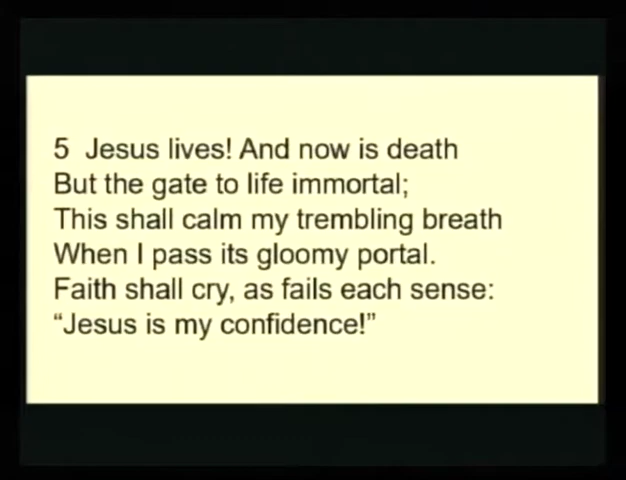 5 Jesus lives! And now is death
But the gate to life immortal;
This shall calm my trembling breath
When I pass its gloomy portal.
Faith shall cry, as fails each sense:
“Jesus is my confidence!”